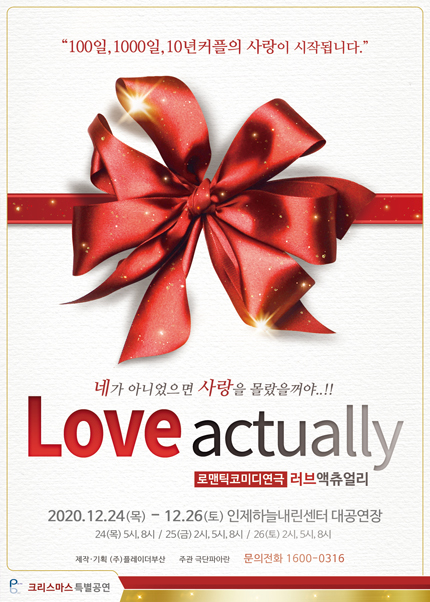 “100일,1000일,10년커플의 사랑이 시작됩니다.”
네가 아니었으면 사랑을 몰랐을꺼야..!!
Love actually
로맨틱코미디연극 러브액츄얼리
2020.12.24(목) - 12.26(토) 인제하늘내린센터 대공연장
24(목) 5시, 8시 / 25(금) 2시, 5시, 8시 / 26(토) 2시, 5시, 8시
제작·기획 (주)플레이더부산 주관 극단파아란 문의전화 1600-0316
크리스마스 특별공연